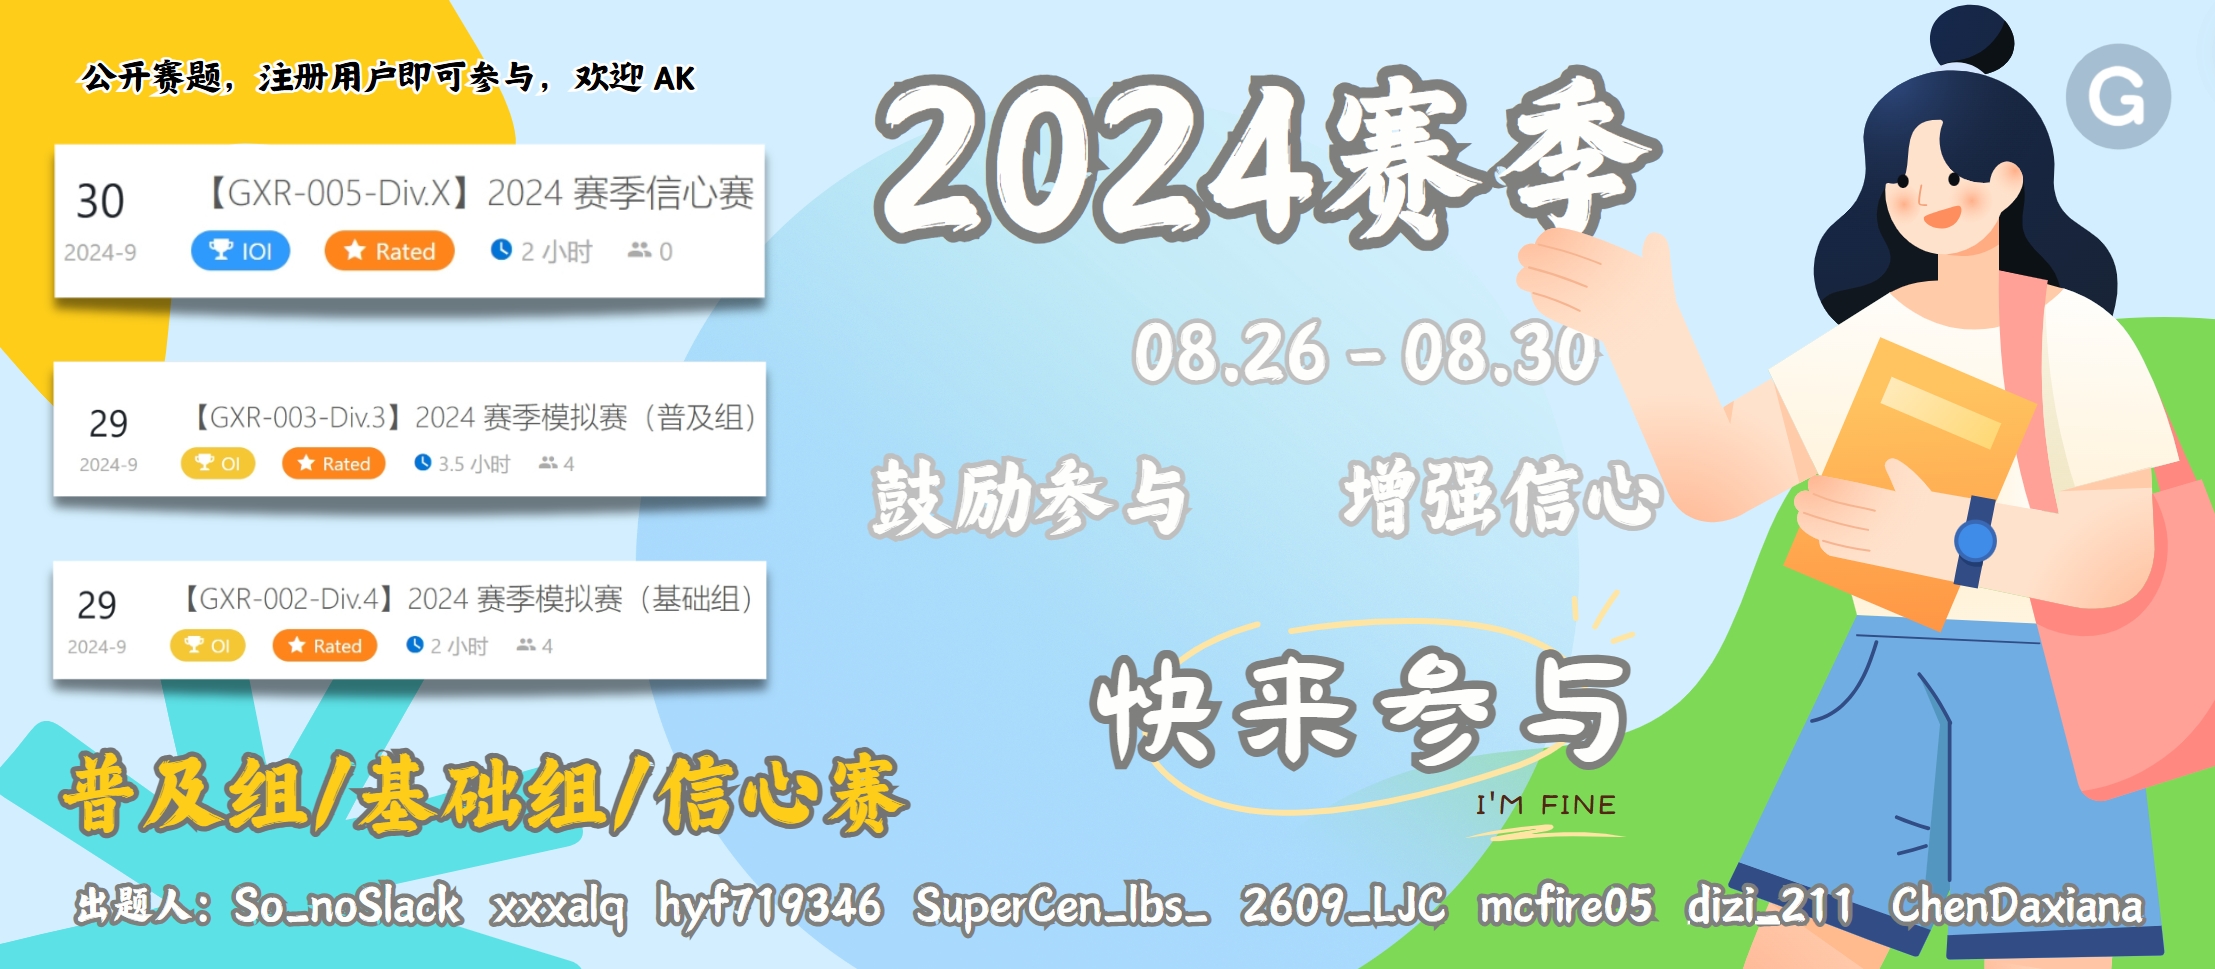 公开赛题，注册用户即可参与，欢迎 AK
30
2024-9
【GXR-005-Div.X】2024 赛季信心赛
IOI Rated 2 小时 0
29
2024-9
【GXR-003-Div.3】2024 赛季模拟赛（普及组）
OI Rated 3.5 小时 4
29
2024-9
【GXR-002-Div.4】2024 赛季模拟赛（基础组）
OI Rated 2 小时 4
普及组/基础组/信心赛
2024赛季
08.26 - 08.30
鼓励参与 增强信心
快来参与
I'M FINE
G
出题人：So_noSlack xxxalq hyf719346 SuperCen_lbs_ 2609_LJC mcfire05 dizi_211 ChenDaxiana